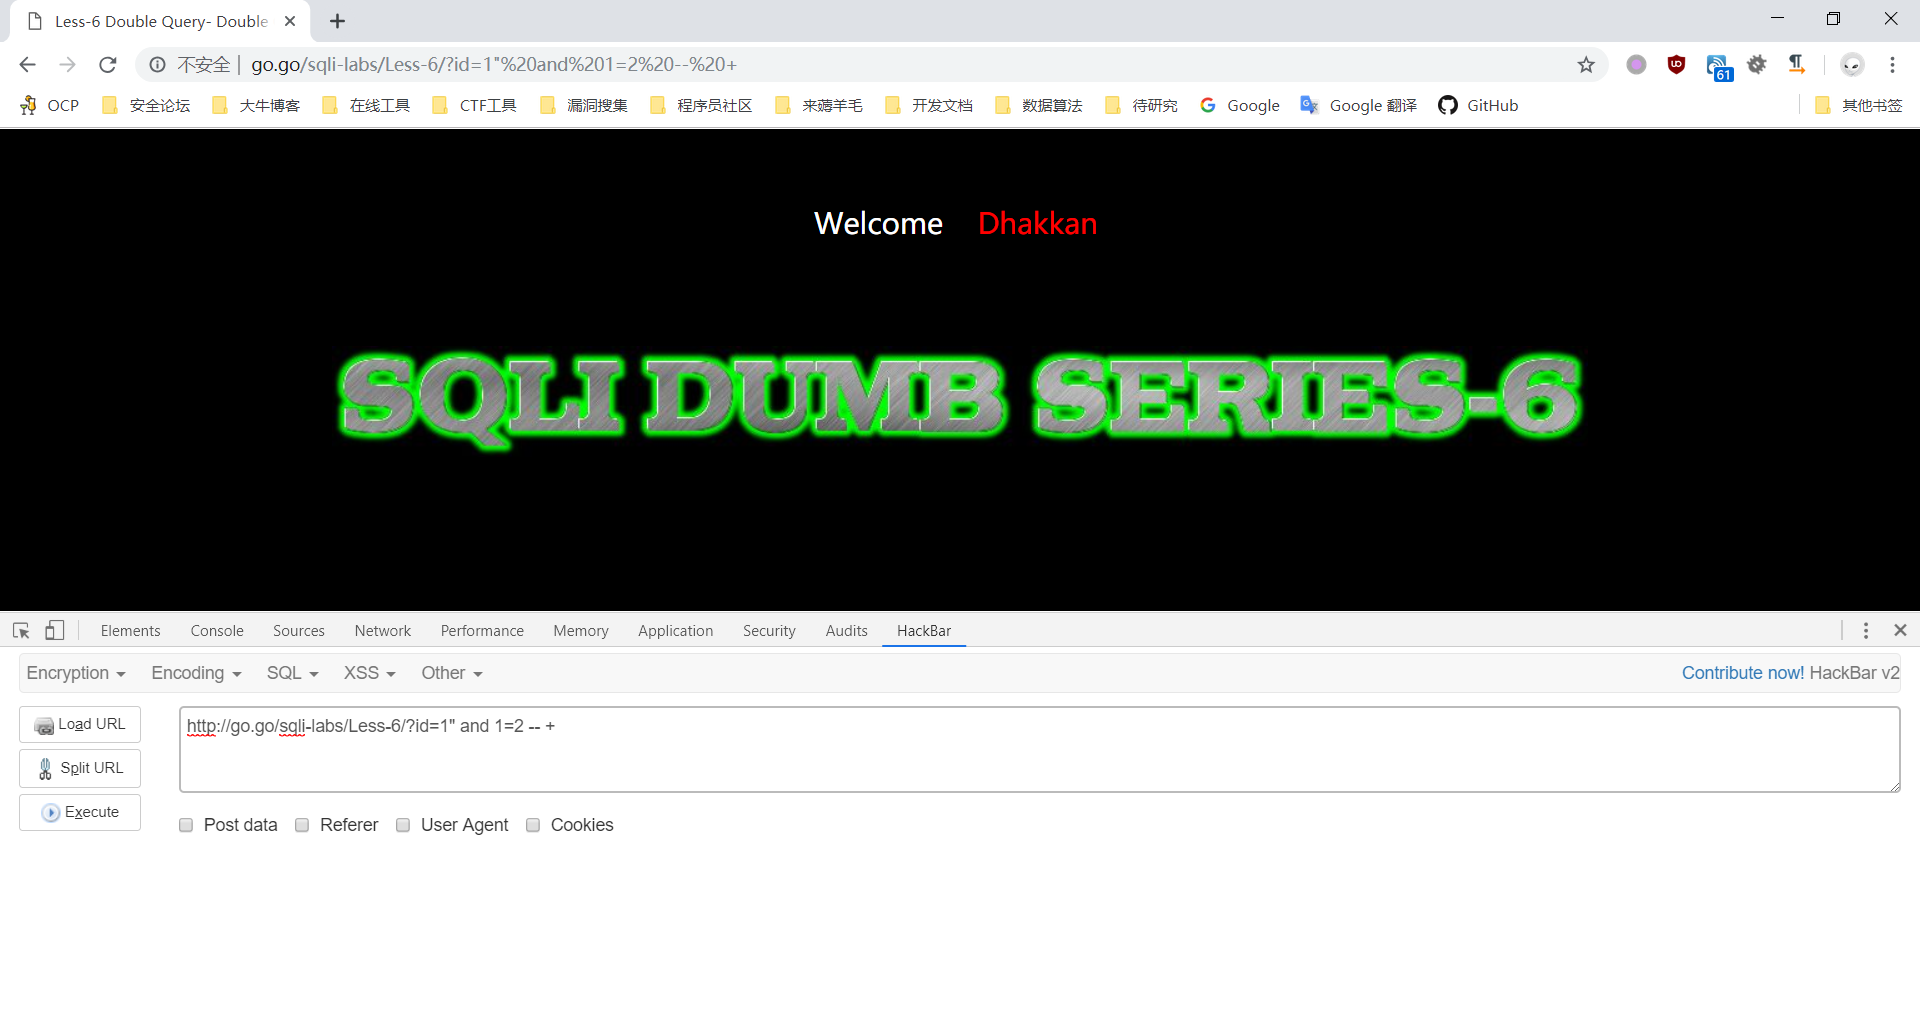 Less-6 Double Query- Double
不安全 | go.go/sqli-labs/Less-6/?id=1"%20and%201=2%20--%20+
61
OCP 安全论坛 大牛博客 在线工具 CTF工具 漏洞搜集 程序员社区 来薅羊毛 开发文档 数据算法 待研究 Google Google 翻译 GitHub 其他书签
Welcome Dhakkan
SQLI DUMB SERIES-6
Elements Console Sources Network Performance Memory Application Security Audits HackBar
Encryption Encoding SQL XSS Other Contribute now! HackBar v2
Load URL
http://go.go/sqli-labs/Less-6/?id=1" and 1=2 -- +
Split URL
Execute
Post data Referer User Agent Cookies